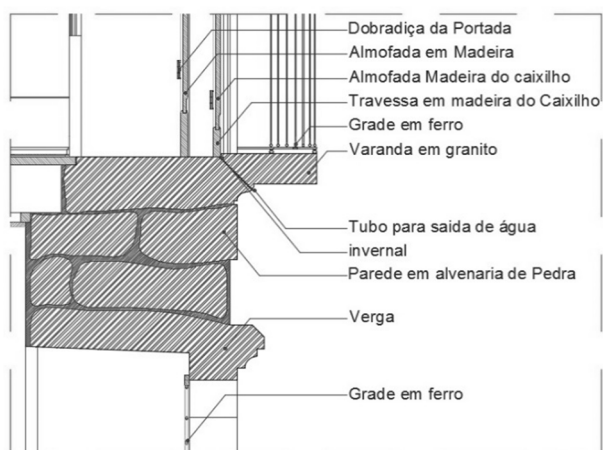 Dobradiça da Portada
Almofada em Madeira
Almofada Madeira do caixilho
Travessa em madeira do Caixilho
Grade em ferro
Varanda em granito
Tubo para saida de água
invernal
Parede em alvenaria de Pedra
Verga
Grade em ferro